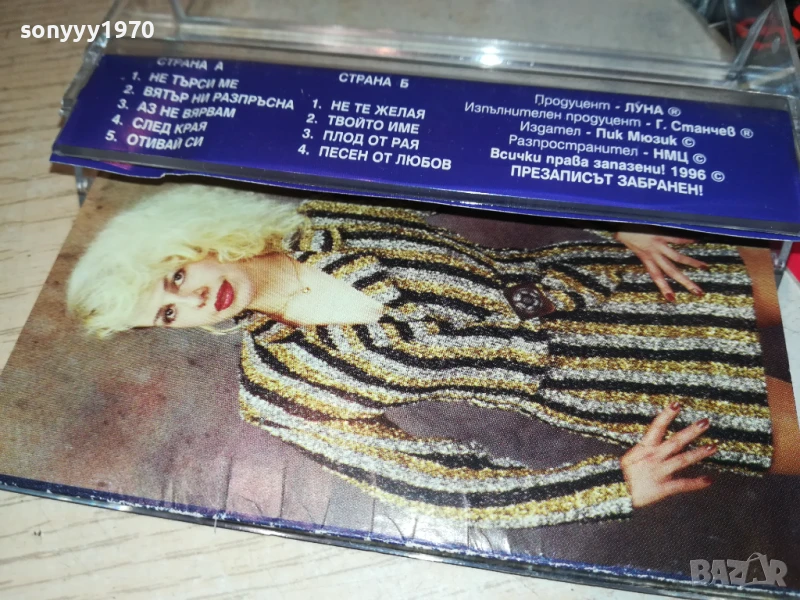 sonyyy1970
СТРАНА А
1. НЕ ТЪРСИ МЕ
2. ВЯТЪР НИ РАЗПРЪСНА
3. АЗ НЕ ВЯРВАМ
4. СЛЕД КРАЯ
5. ОТИВАЙ СИ
СТРАНА Б
1. НЕ ТЕ ЖЕЛАЯ
2. ТВОЙТО ИМЕ
3. ПЛОД ОТ РАЯ
4. ПЕСЕН ОТ ЛЮБОВ
Продуцент - ЛУНА ®
Изпълнителен продуцент - Г. Станчев ®
Издател - Пик Мюзик ©
Разпространител - НМЦ ©
Всички права запазени! 1996 ©
ПРЕЗАПИСЪТ ЗАБРАНЕН!
BAZAR